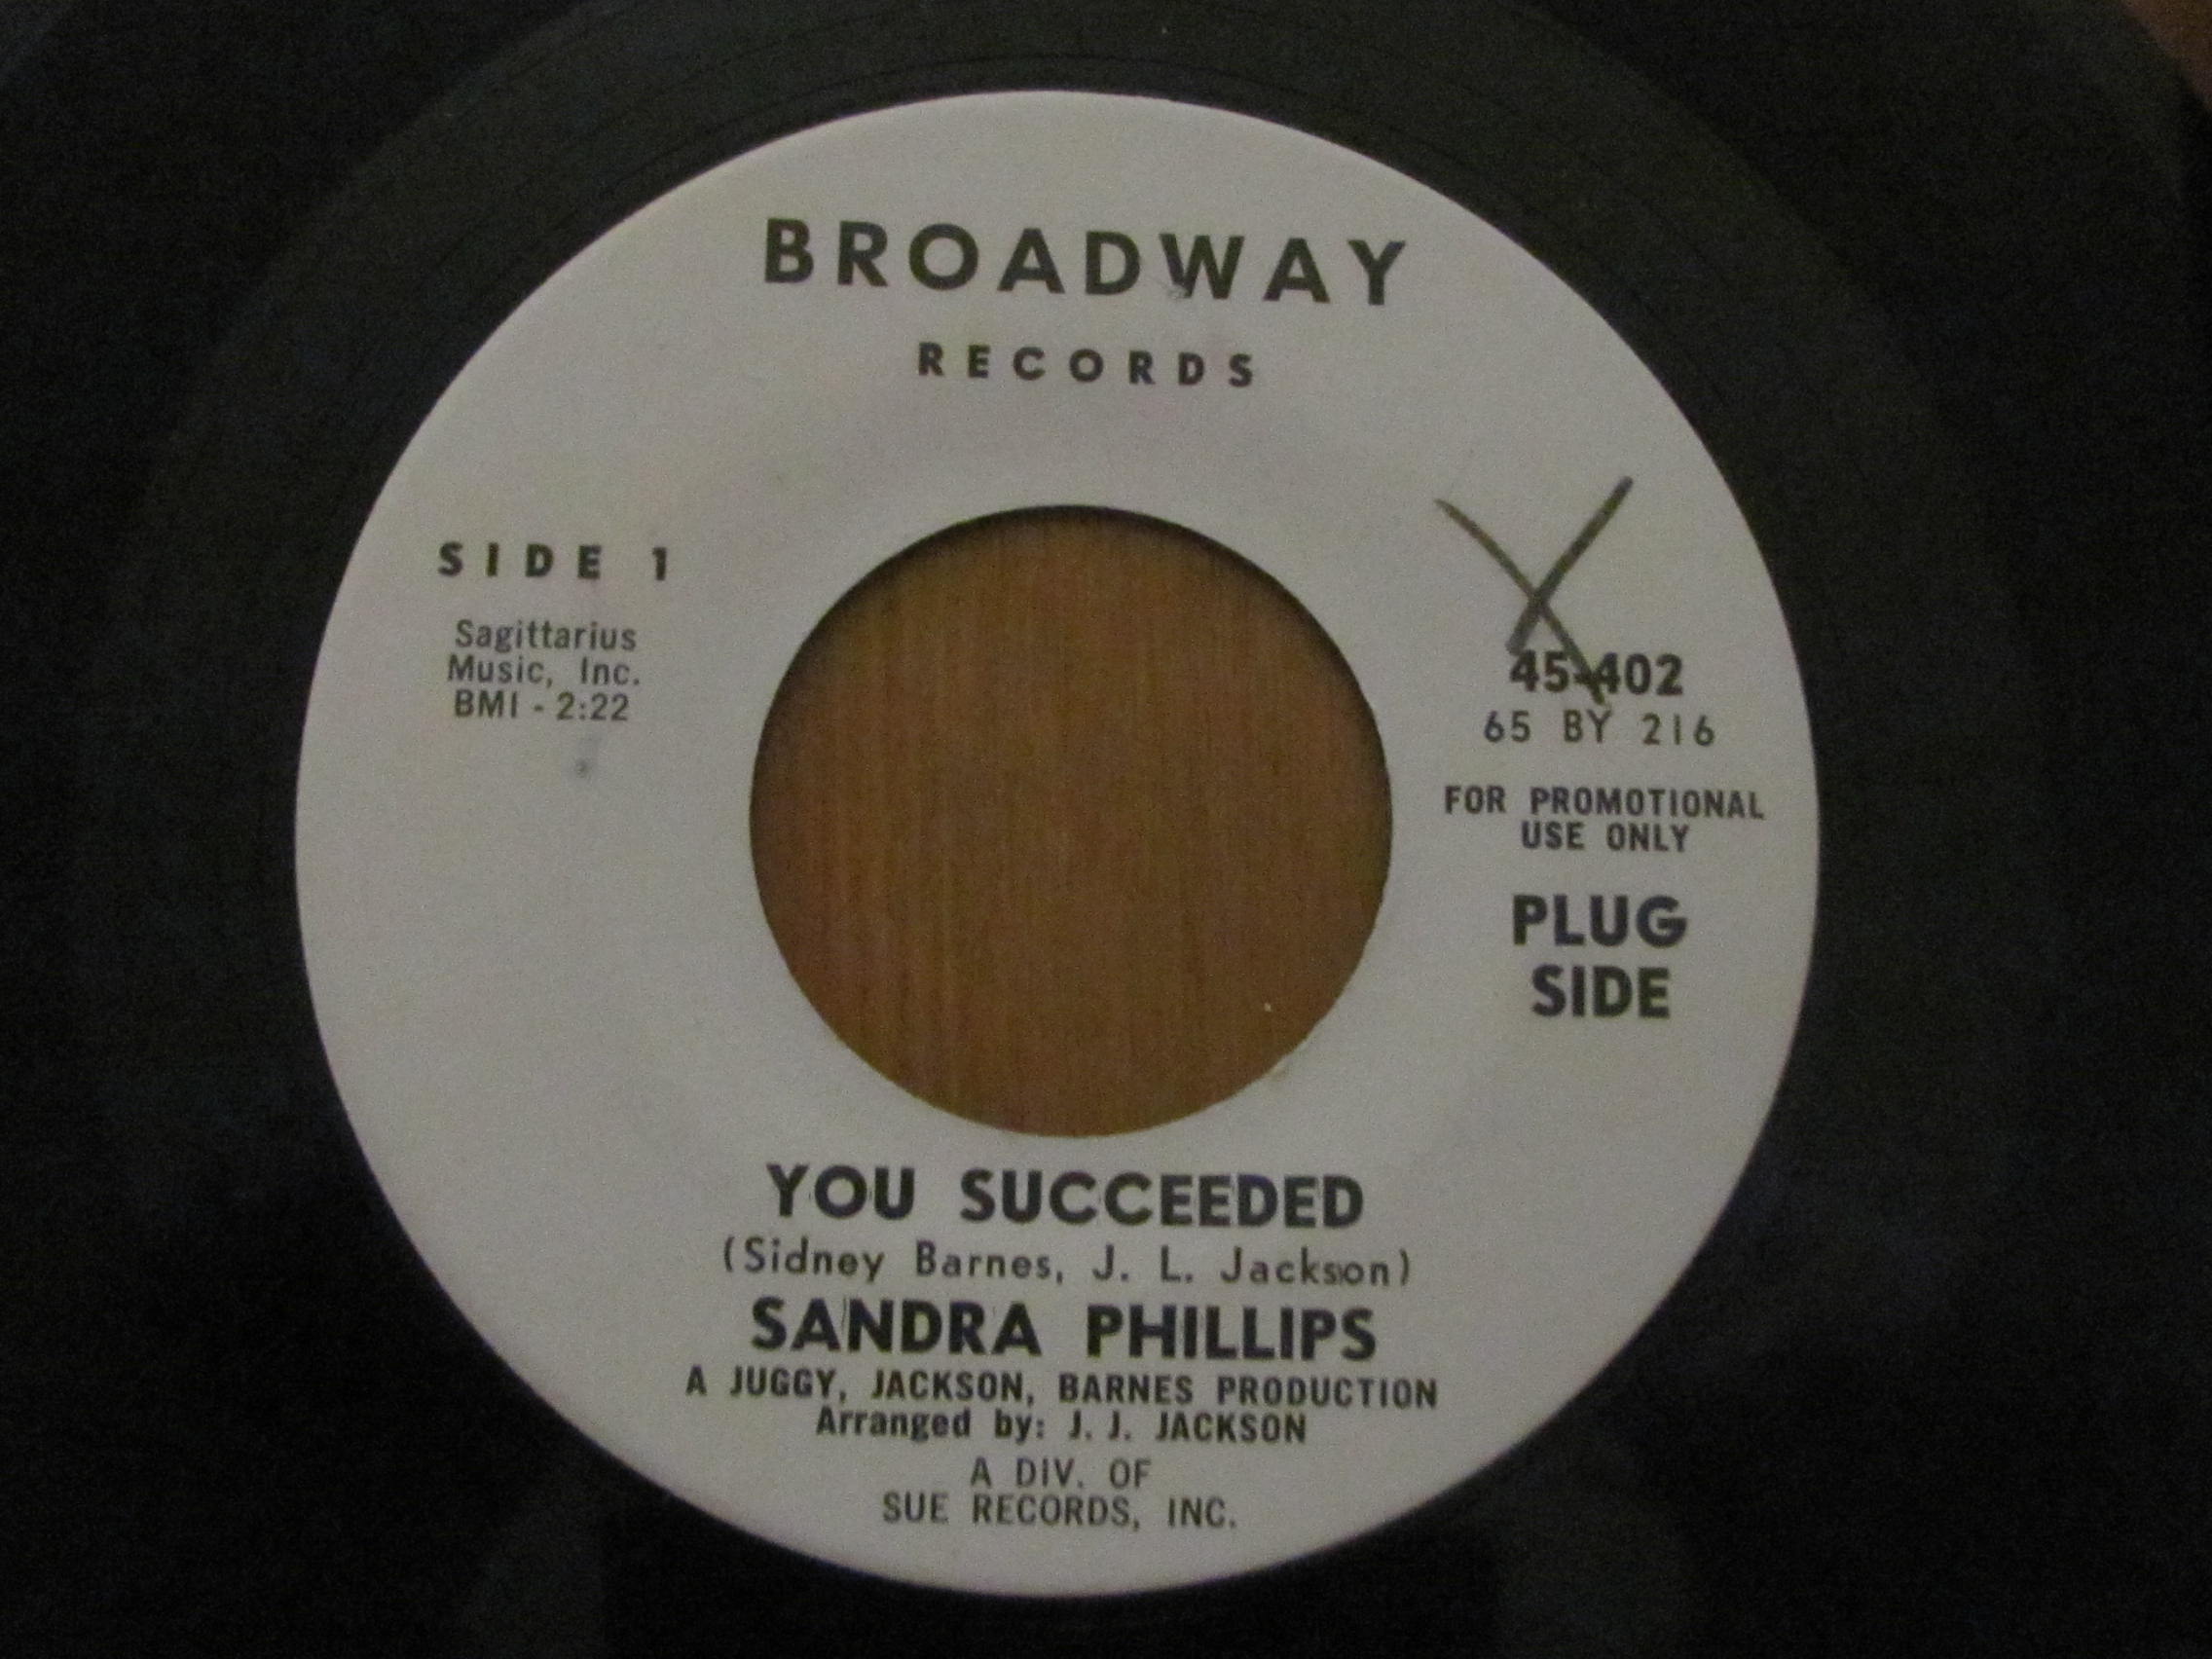 BROADWAY
RECORDS
SIDE 1
Sagittarius
Music, Inc.
BMI - 2:22
45-402
65 BY 216
FOR PROMOTIONAL
USE ONLY
PLUG
SIDE
YOU SUCCEEDED
(Sidney Barnes, J. L. Jackson)
SANDRA PHILLIPS
A JUGGY, JACKSON, BARNES PRODUCTION
Arranged by: J. J. JACKSON
A DIV. OF
SUE RECORDS, INC.